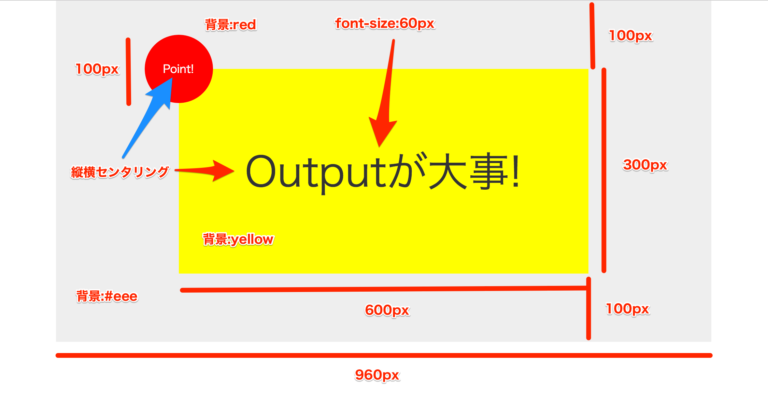 背景:red
font-size:60px
100px
100px
Point!
縦横センタリング
Outputが大事!
300px
背景:yellow
背景:#eee
600px
100px
960px